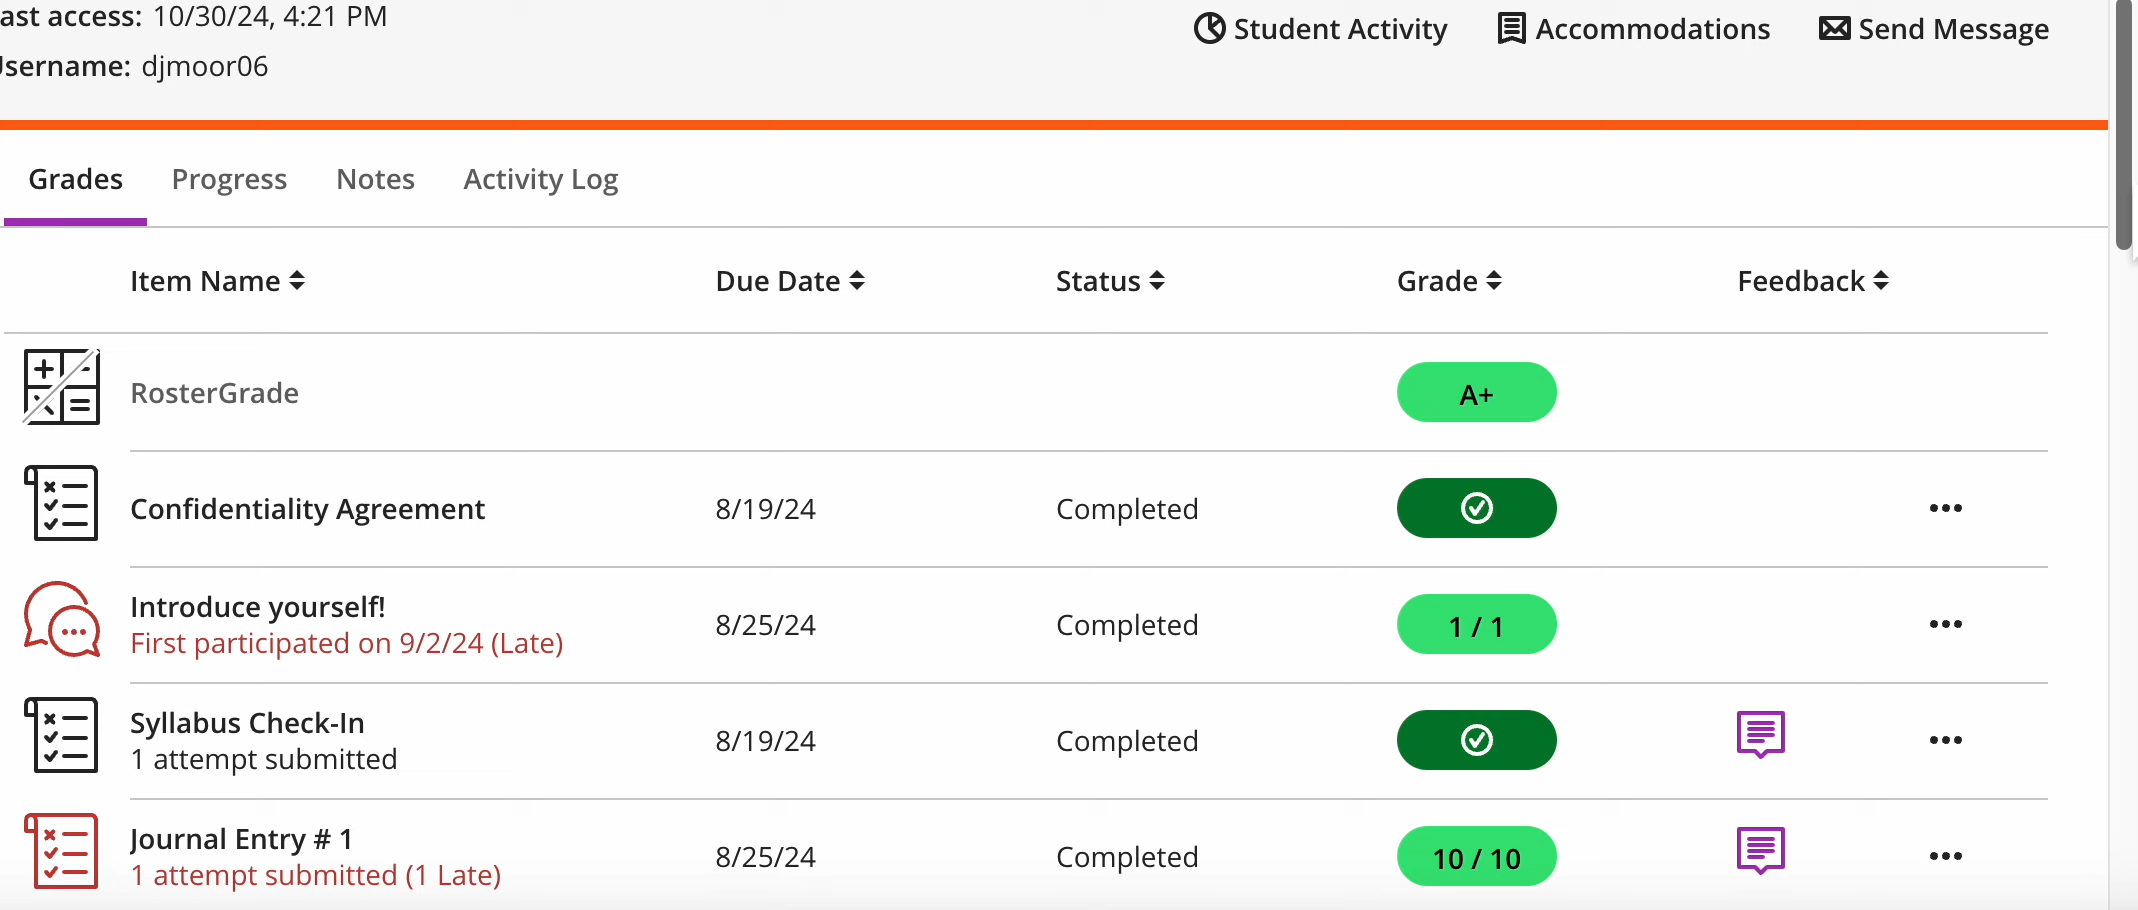 ast access: 10/30/24, 4:21 PM
Student Activity Accommodations Send Message
Username: djmoor06
Grades Progress Notes Activity Log
Item Name Due Date Status Grade Feedback
RosterGrade A+
Confidentiality Agreement 8/19/24 Completed
Introduce yourself! 8/25/24 Completed 1 / 1
First participated on 9/2/24 (Late)
Syllabus Check-In 8/19/24 Completed
1 attempt submitted
Journal Entry # 1 8/25/24 Completed 10 / 10
1 attempt submitted (1 Late)